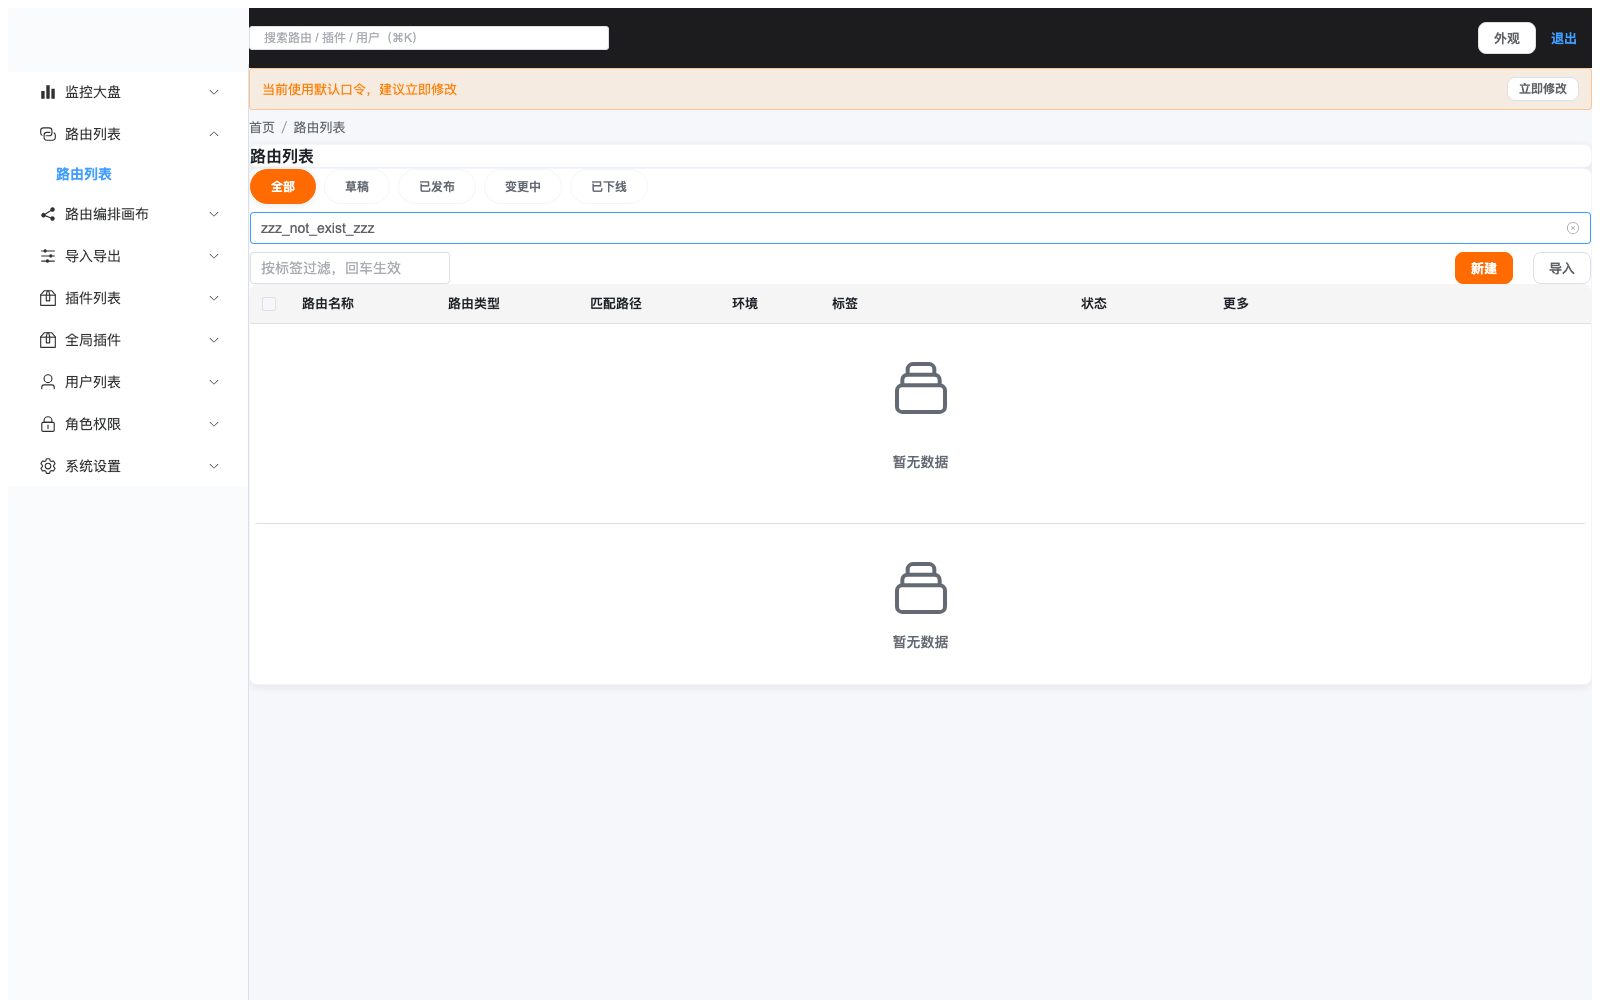 搜索路由 / 插件 / 用户（⌘K）
外观
退出
当前使用默认口令，建议立即修改
立即修改
首页 / 路由列表
监控大盘
路由列表
路由列表
路由编排画布
导入导出
插件列表
全局插件
用户列表
角色权限
系统设置
路由列表
全部 草稿 已发布 变更中 已下线
zzz_not_exist_zzz
按标签过滤，回车生效
新建 导入
路由名称 路由类型 匹配路径 环境 标签 状态 更多
暂无数据
暂无数据